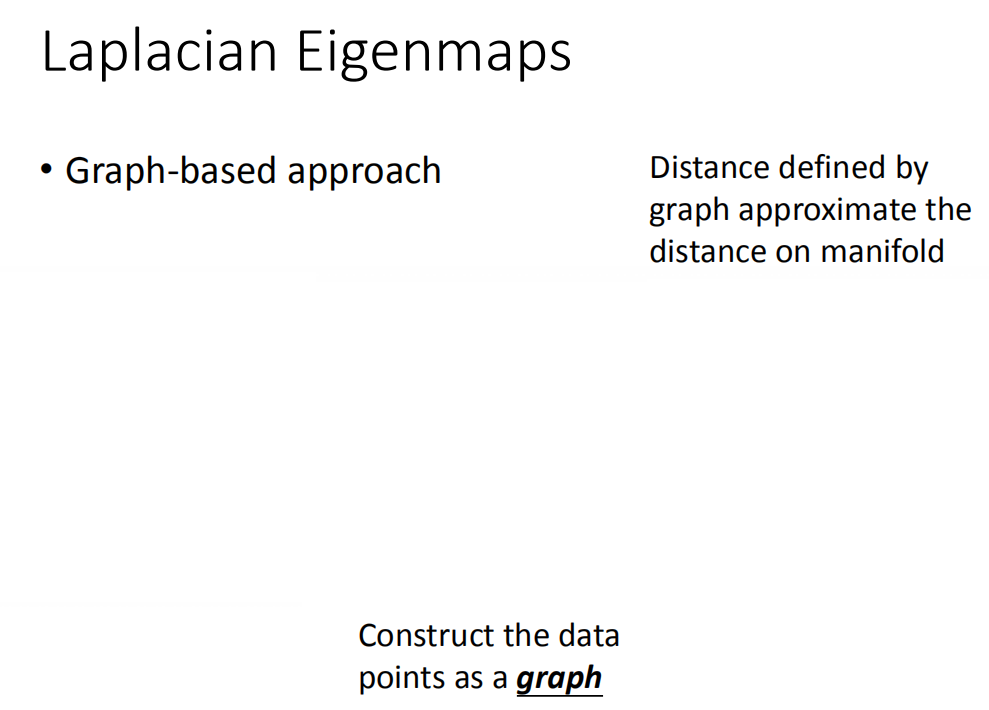 Laplacian Eigenmaps
• Graph-based approach
Distance defined by
graph approximate the
distance on manifold
Construct the data
points as a graph